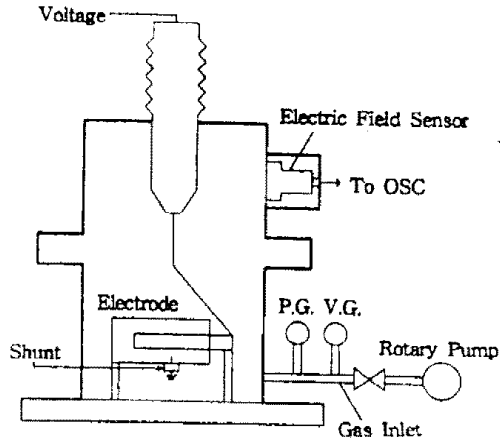 Voltage
Electric Field Sensor
To OSC
Electrode
P.G. V.G.
Shunt
Rotary Pump
Gas Inlet